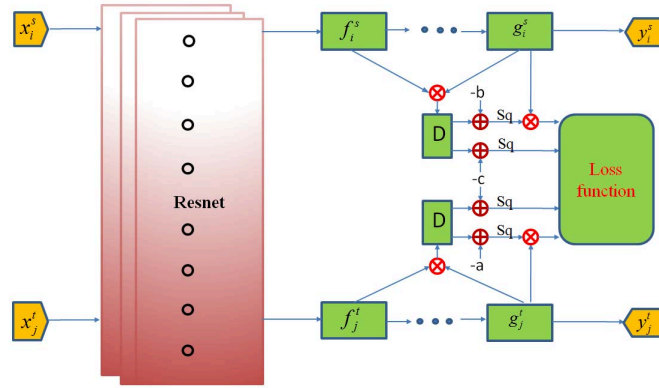 x_i^s f_i^s g_i^s y_i^s
-b
Sq
D
Sq
Loss
function
-c
Resnet
Sq
D
Sq
-a
x_j^t f_j^t g_j^t y_j^t